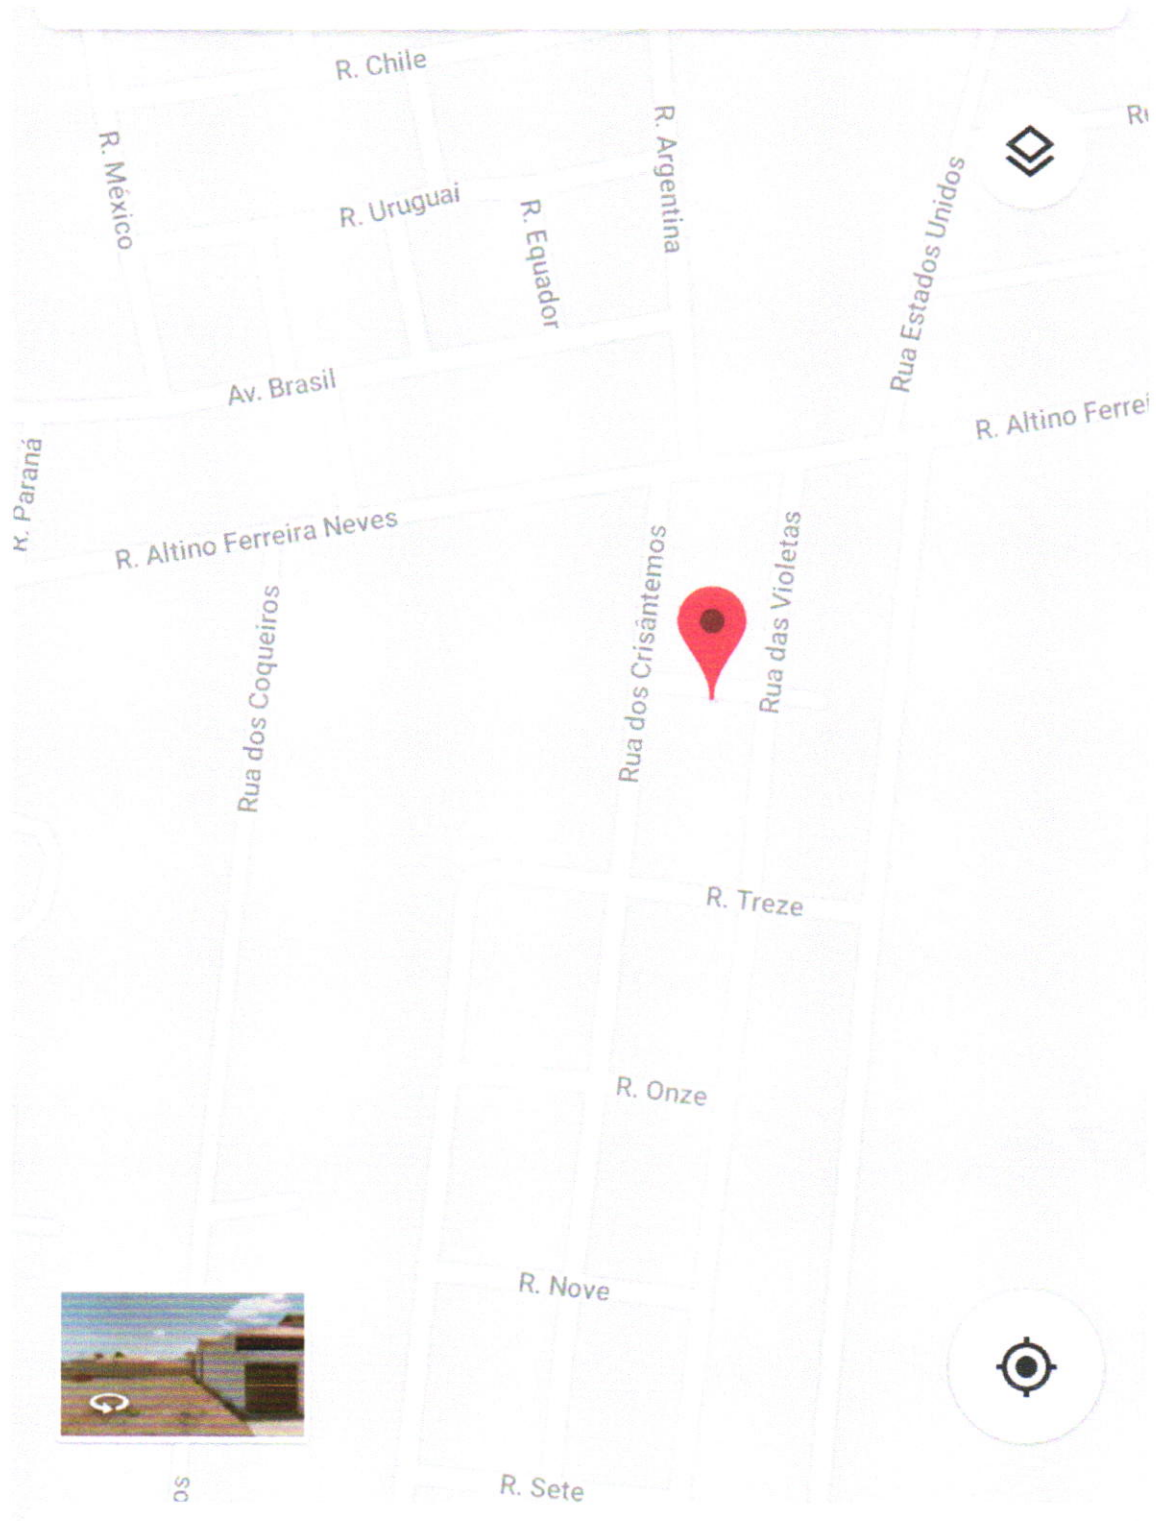 R. Chile
R. México
R. Argentina
R. Uruguai
R. Equador
Rua Estados Unidos
Av. Brasil
R. Altino Ferrei
R. Paraná
R. Altino Ferreira Neves
Rua dos Crisântemos
Rua das Violetas
Rua dos Coqueiros
R. Treze
R. Onze
R. Nove
R. Sete
os